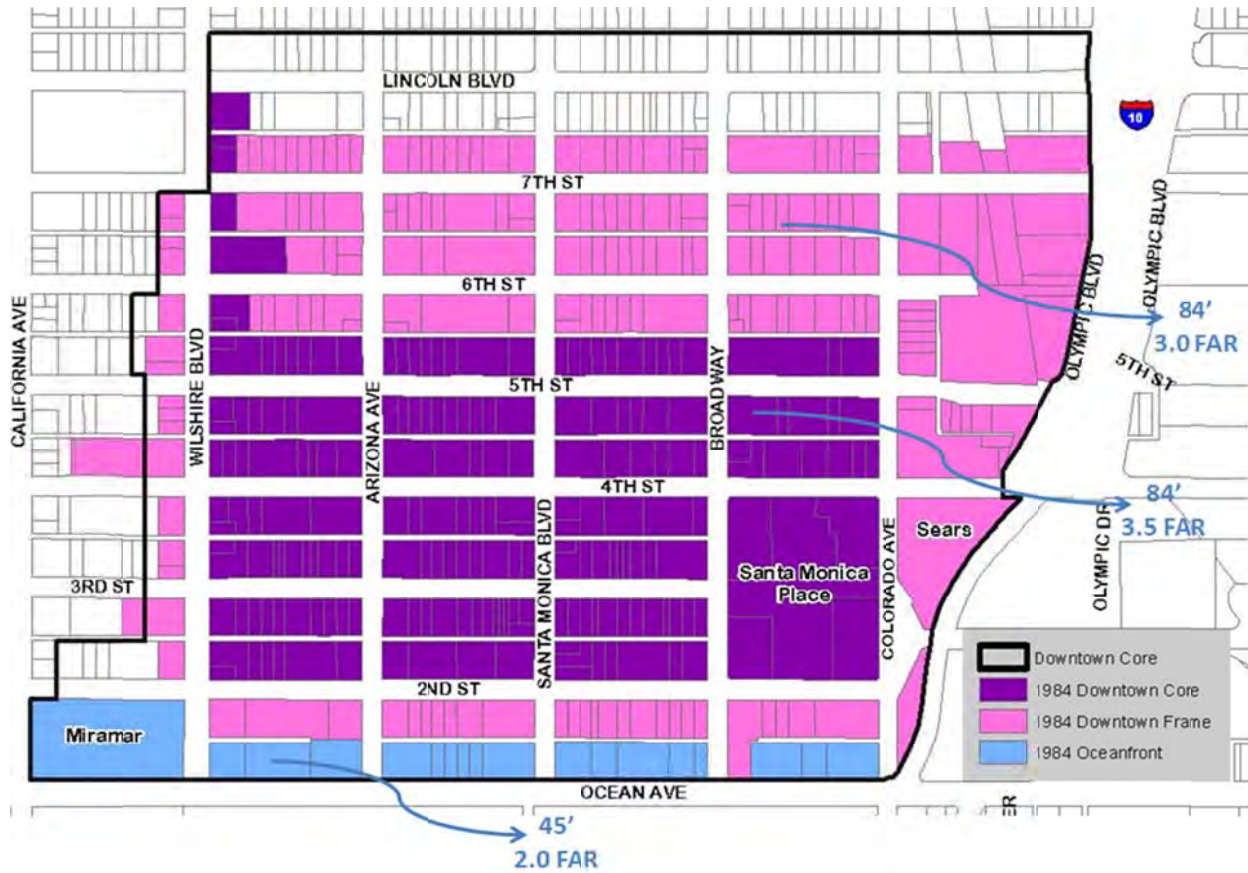 LINCOLN BLVD
10
7TH ST
OLYMPIC BLVD
6TH ST
OLYMPIC BLVD
84’
3.0 FAR
CALIFORNIA AVE
WILSHIRE BLVD
5TH ST
ARIZONA AVE
BROADWAY
5TH ST
4TH ST
84’
3.5 FAR
SANTA MONICA BLVD
Santa Monica
Place
COLORADO AVE
Sears
OLYMPIC DR
3RD ST
2ND ST
Miramar
Downtown Core
1984 Downtown Core
1984 Downtown Frame
1984 Oceanfront
OCEAN AVE
ER
45’
2.0 FAR